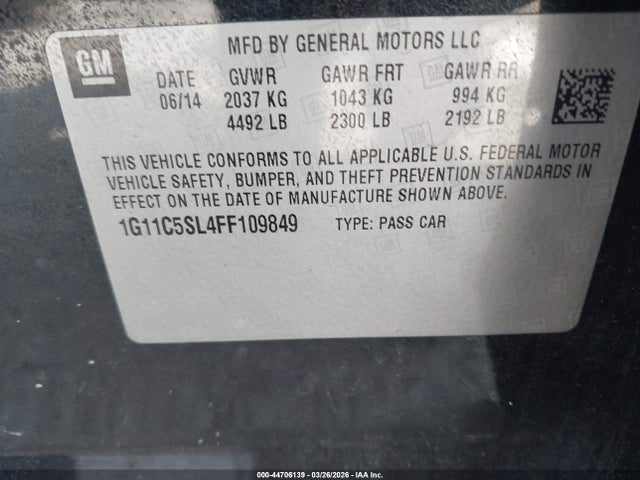 GM
MFD BY GENERAL MOTORS LLC
DATE GVWR GAWR FRT GAWR RR
06/14 2037 KG 1043 KG 994 KG
4492 LB 2300 LB 2192 LB
THIS VEHICLE CONFORMS TO ALL APPLICABLE U.S. FEDERAL MOTOR
VEHICLE SAFETY, BUMPER, AND THEFT PREVENTION STANDARDS IN
EFFECT ON THE DATE OF MANUFACTURE SHOWN ABOVE.
1G11C5SL4FF109849 TYPE: PASS CAR
000-44706139 | 03/26/2026 | IAA Inc.